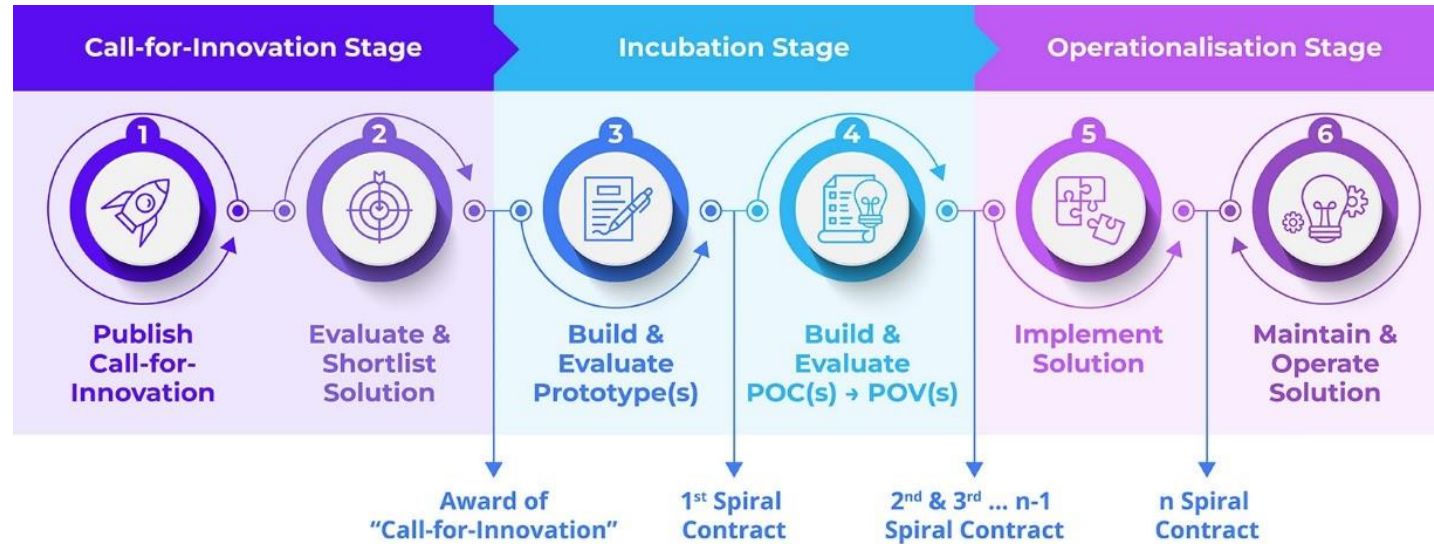 Call-for-Innovation Stage
Incubation Stage
Operationalisation Stage
1
2
3
4
5
6
Publish
Call-for-
Innovation
Evaluate &
Shortlist
Solution
Build &
Evaluate
Prototype(s)
Build &
Evaluate
POC(s) → POV(s)
Implement
Solution
Maintain &
Operate
Solution
Award of
“Call-for-Innovation”
1st Spiral
Contract
2nd & 3rd ... n-1
Spiral Contract
n Spiral
Contract